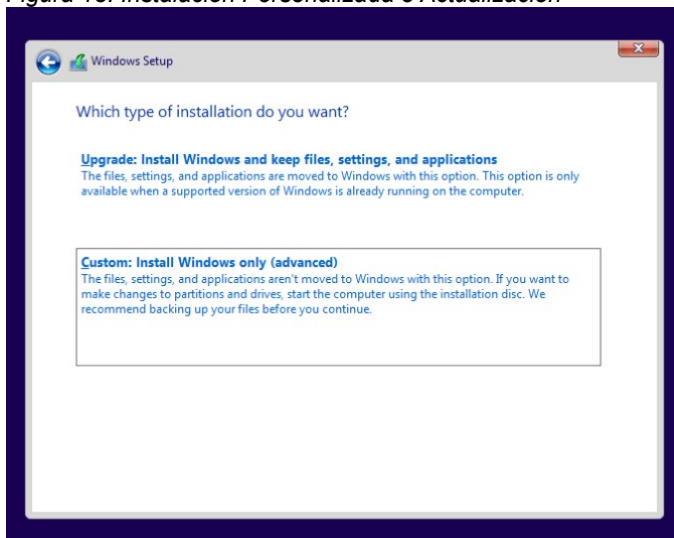 Windows Setup
Which type of installation do you want?
Upgrade: Install Windows and keep files, settings, and applications
The files, settings, and applications are moved to Windows with this option. This option is only
available when a supported version of Windows is already running on the computer.
Custom: Install Windows only (advanced)
The files, settings, and applications aren't moved to Windows with this option. If you want to
make changes to partitions and drives, start the computer using the installation disc. We
recommend backing up your files before you continue.